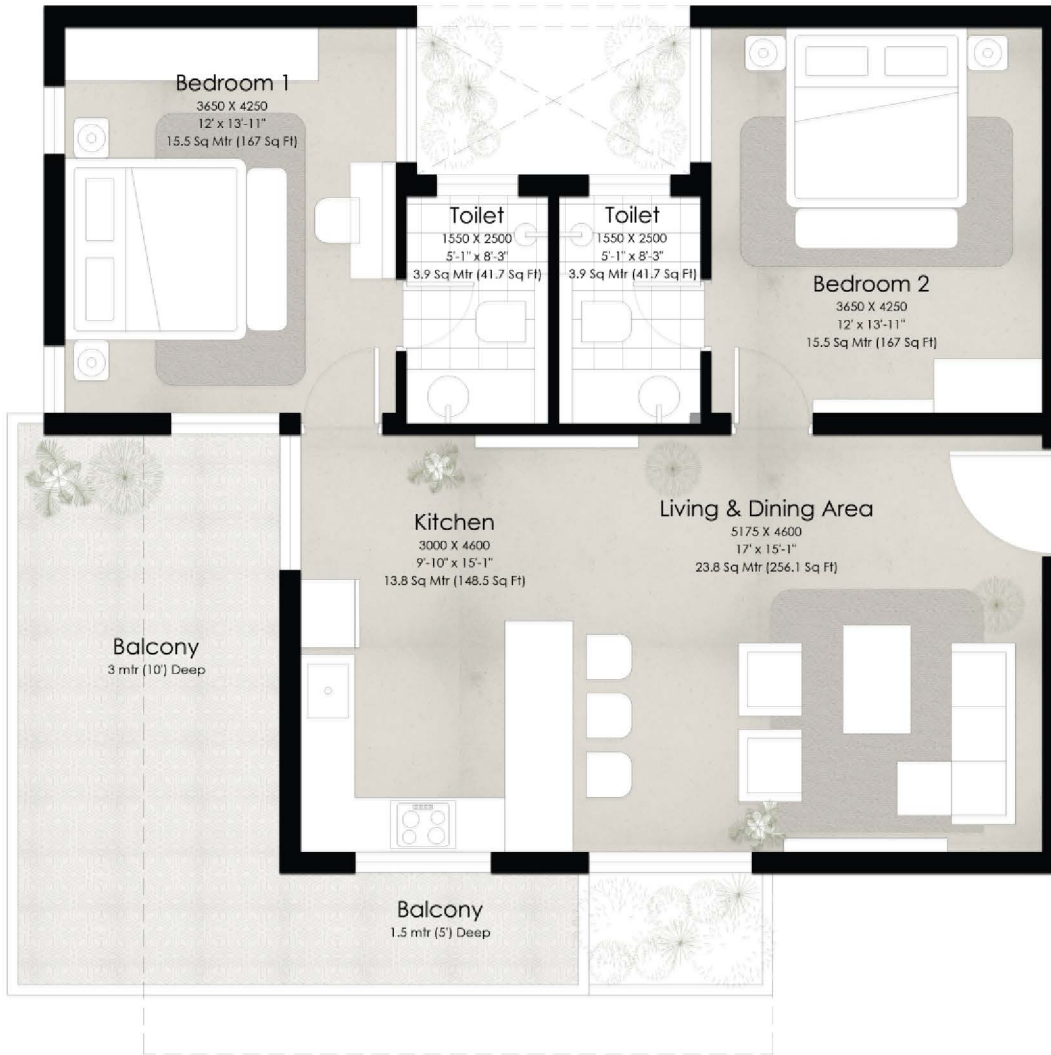 Bedroom 1
3650 X 4250
12' x 13'-11"
15.5 Sq Mtr (167 Sq Ft)
Toilet
1550 X 2500
5'-1" x 8'-3"
3.9 Sq Mtr (41.7 Sq Ft)
Toilet
1550 X 2500
5'-1" x 8'-3"
3.9 Sq Mtr (41.7 Sq Ft)
Bedroom 2
3650 X 4250
12' x 13'-11"
15.5 Sq Mtr (167 Sq Ft)
Kitchen
3000 X 4600
9'-10" x 15'-1"
13.8 Sq Mtr (148.5 Sq Ft)
Living & Dining Area
5175 X 4600
17' x 15'-1"
23.8 Sq Mtr (256.1 Sq Ft)
Balcony
3 mtr (10') Deep
Balcony
1.5 mtr (5') Deep